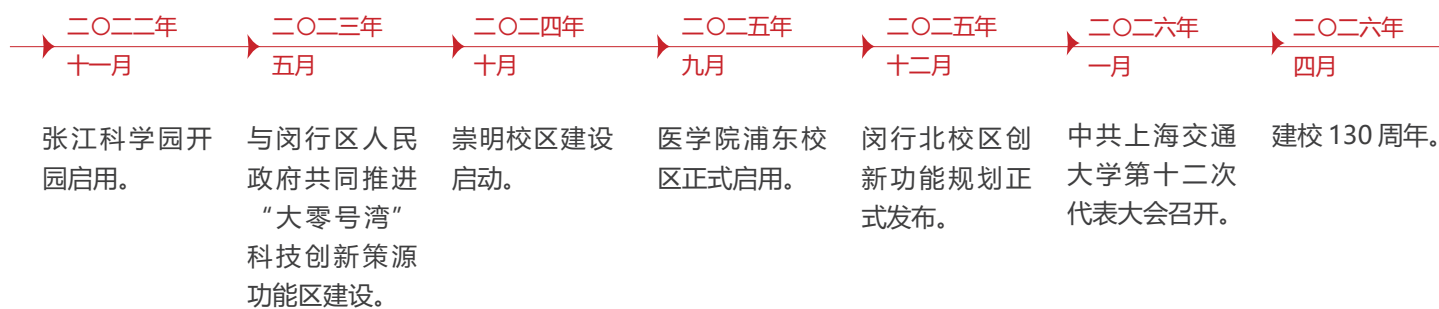 二〇二二年
十一月
张江科学园开
园启用。
二〇二三年
五月
与闵行区人民
政府共同推进
“大零号湾”
科技创新策源
功能区建设。
二〇二四年
十月
崇明校区建设
启动。
二〇二五年
九月
医学院浦东校
区正式启用。
二〇二五年
十二月
闵行北校区创
新功能规划正
式发布。
二〇二六年
一月
中共上海交通
大学第十二次
代表大会召开。
二〇二六年
四月
建校 130 周年。